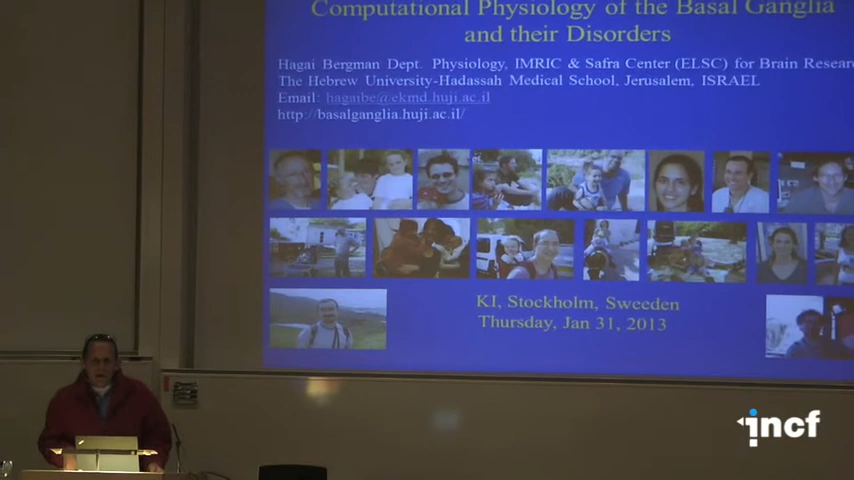 Computational Physiology of the Basal Ganglia
and their Disorders
Hagai Bergman Dept. Physiology, IMRIC & Safra Center (ELSC) for Brain Resear
The Hebrew University-Hadassah Medical School, Jerusalem, ISRAEL
Email: hagaibe@ekmd.huji.ac.il
http://basalganglia.huji.ac.il/
KI, Stockholm, Sweeden
Thursday, Jan 31, 2013
incf